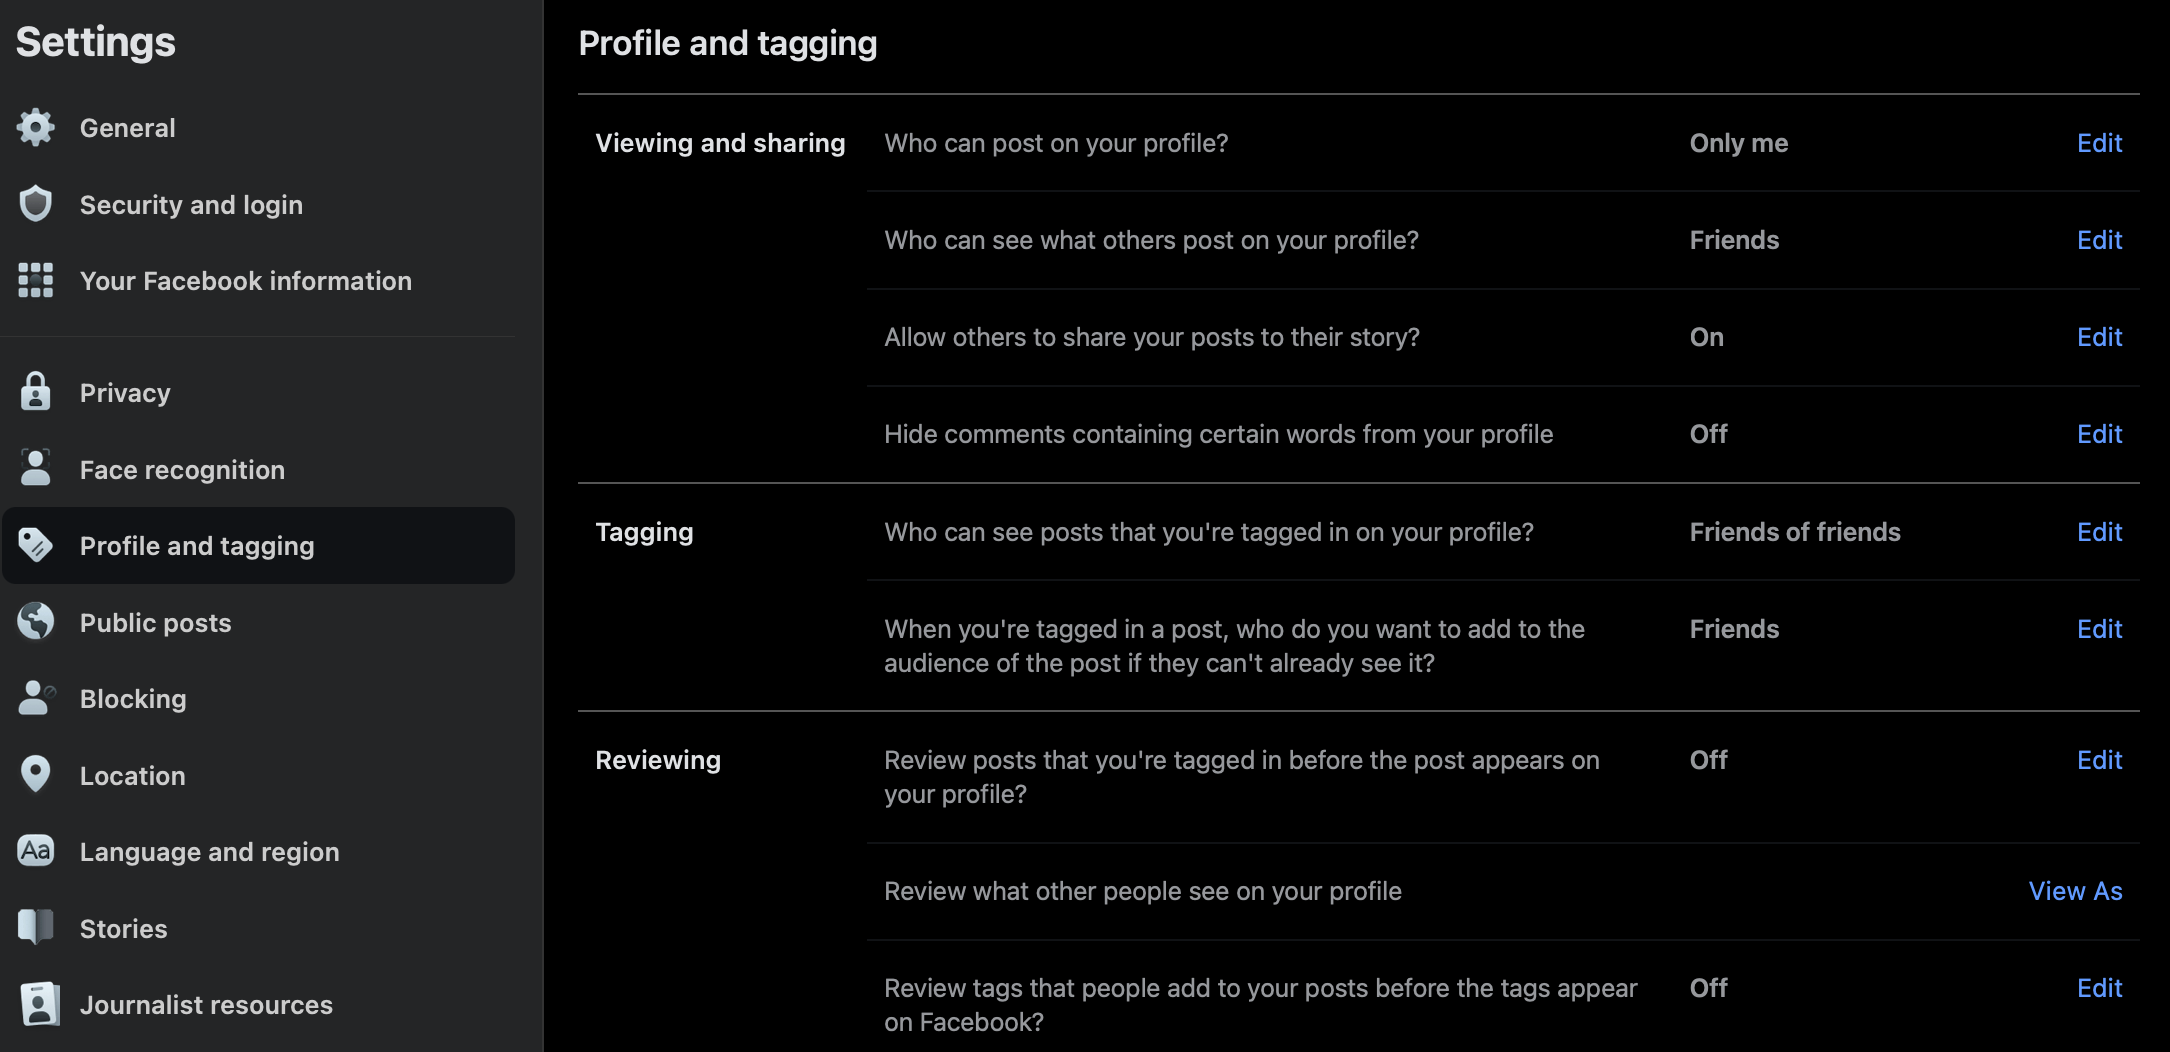 Settings
General
Security and login
Your Facebook information
Privacy
Face recognition
Profile and tagging
Public posts
Blocking
Location
Aa
Language and region
Stories
Journalist resources
Profile and tagging
Viewing and sharing
Who can post on your profile?
Only me
Edit
Who can see what others post on your profile?
Friends
Edit
Allow others to share your posts to their story?
On
Edit
Hide comments containing certain words from your profile
Off
Edit
Tagging
Who can see posts that you're tagged in on your profile?
Friends of friends
Edit
When you're tagged in a post, who do you want to add to the
audience of the post if they can't already see it?
Friends
Edit
Reviewing
Review posts that you're tagged in before the post appears on
your profile?
Off
Edit
Review what other people see on your profile
View As
Review tags that people add to your posts before the tags appear
on Facebook?
Off
Edit